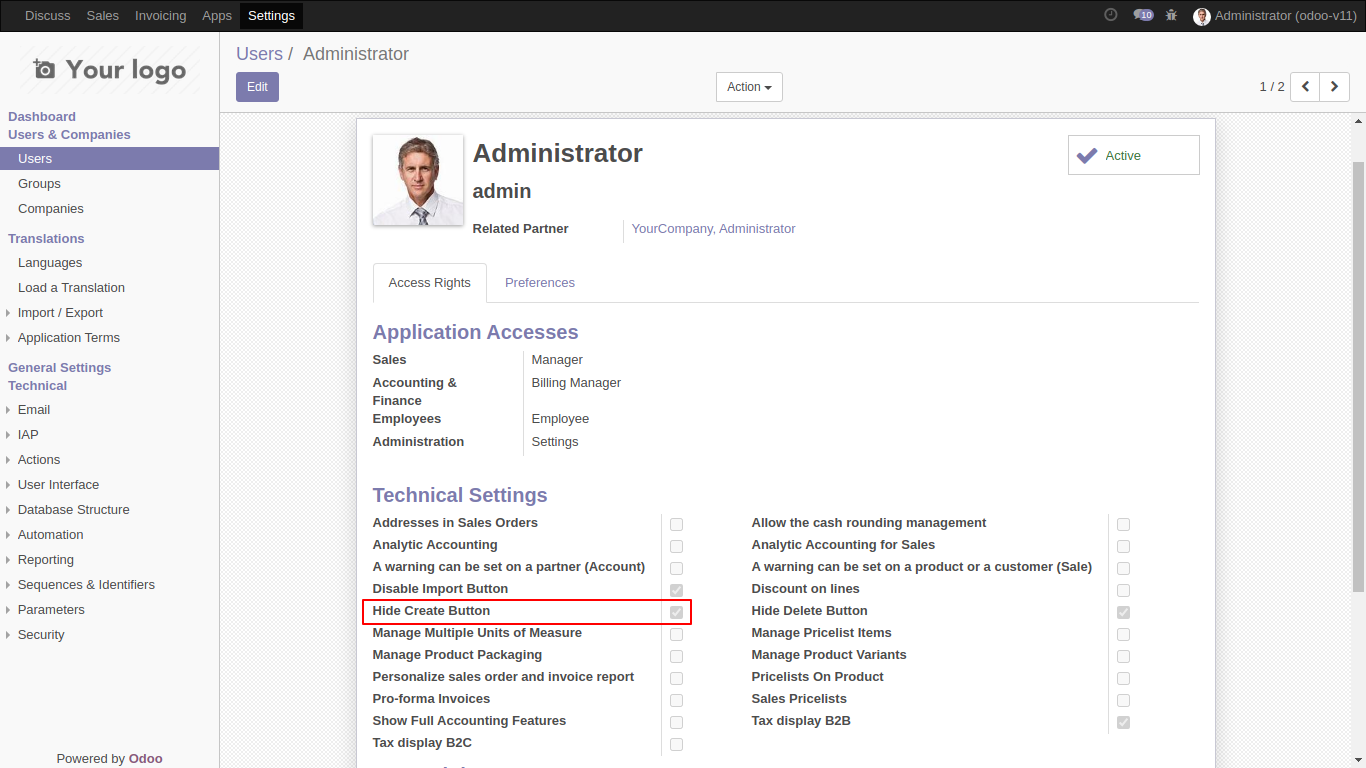 Discuss Sales Invoicing Apps Settings 10 Administrator (odoo-v11)
Your logo
Dashboard
Users & Companies
Users
Groups
Companies
Translations
Languages
Load a Translation
Import / Export
Application Terms
General Settings
Technical
Email
IAP
Actions
User Interface
Database Structure
Automation
Reporting
Sequences & Identifiers
Parameters
Security
Powered by Odoo
Users / Administrator
Edit Action 1 / 2
Administrator
Active
admin
Related Partner YourCompany, Administrator
Access Rights Preferences
Application Accesses
Sales Manager
Accounting & Billing Manager
Finance
Employees Employee
Administration Settings
Technical Settings
Addresses in Sales Orders Allow the cash rounding management
Analytic Accounting Analytic Accounting for Sales
A warning can be set on a partner (Account) A warning can be set on a product or a customer (Sale)
Disable Import Button Discount on lines
Hide Create Button Hide Delete Button
Manage Multiple Units of Measure Manage Pricelist Items
Manage Product Packaging Manage Product Variants
Personalize sales order and invoice report Pricelists On Product
Pro-forma Invoices Sales Pricelists
Show Full Accounting Features Tax display B2B
Tax display B2C